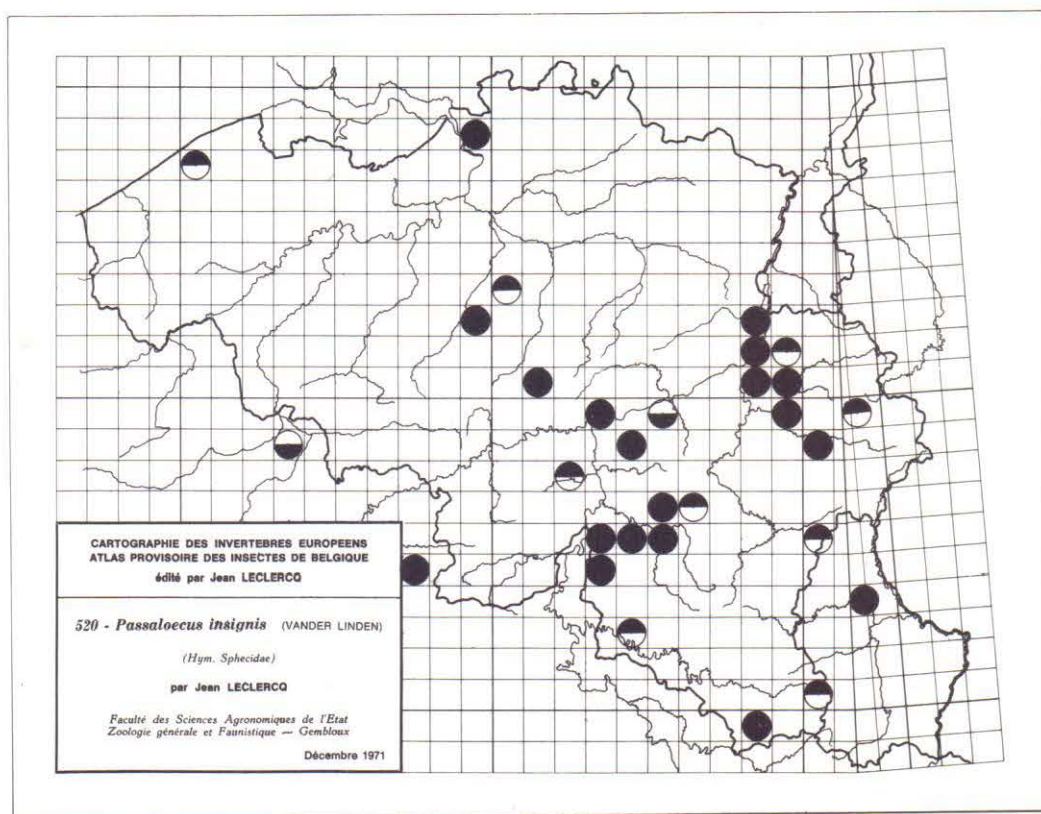 CARTOGRAPHIE DES INVERTEBRES EUROPEENS
ATLAS PROVISOIRE DES INSECTES DE BELGIQUE
édité par Jean LECLERCQ
520 - Passaloecus insignis (VANDER LINDEN)
(Hym. Sphecidae)
par Jean LECLERCQ
Faculté des Sciences Agronomiques de l'Etat
Zoologie générale et Faunistique — Gembloux
Décembre 1971